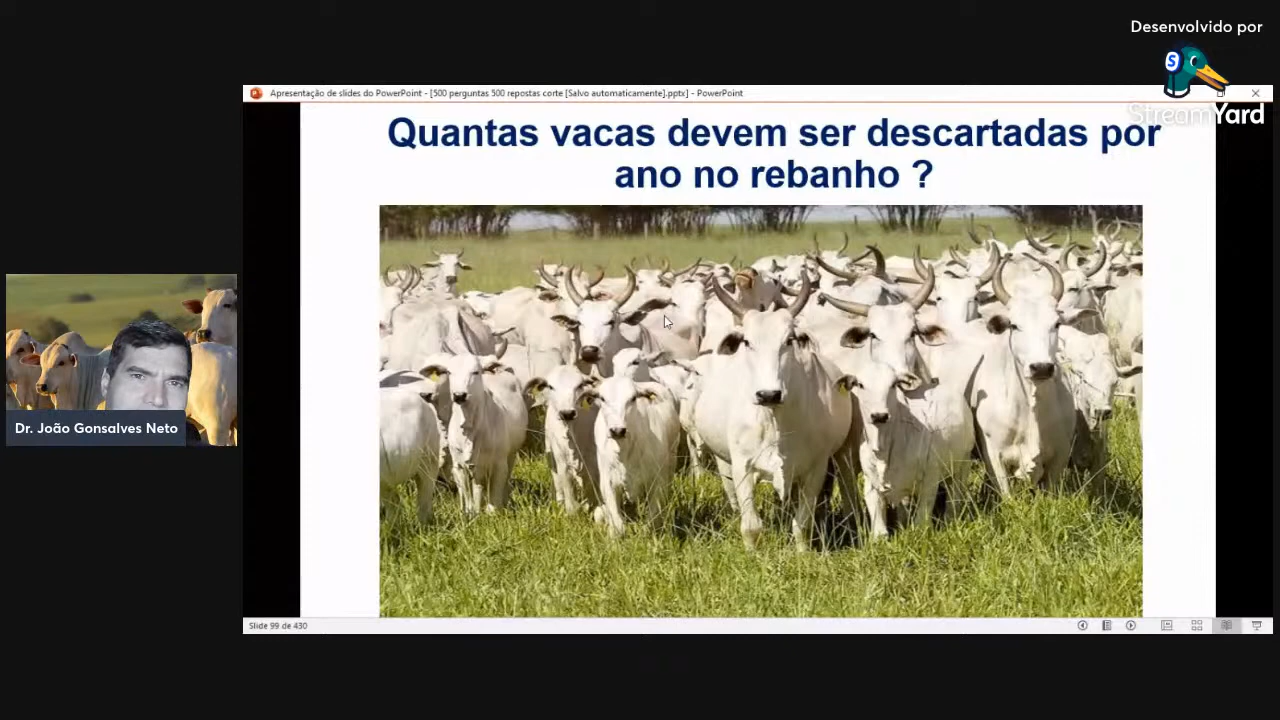 Desenvolvido por
S
StreamYard
Apresentação de slides do PowerPoint - [500 perguntas 500 repostas corte [Salvo automaticamente].pptx] - PowerPoint
Quantas vacas devem ser descartadas por
ano no rebanho ?
Dr. João Gonsalves Neto
Slide 99 de 430